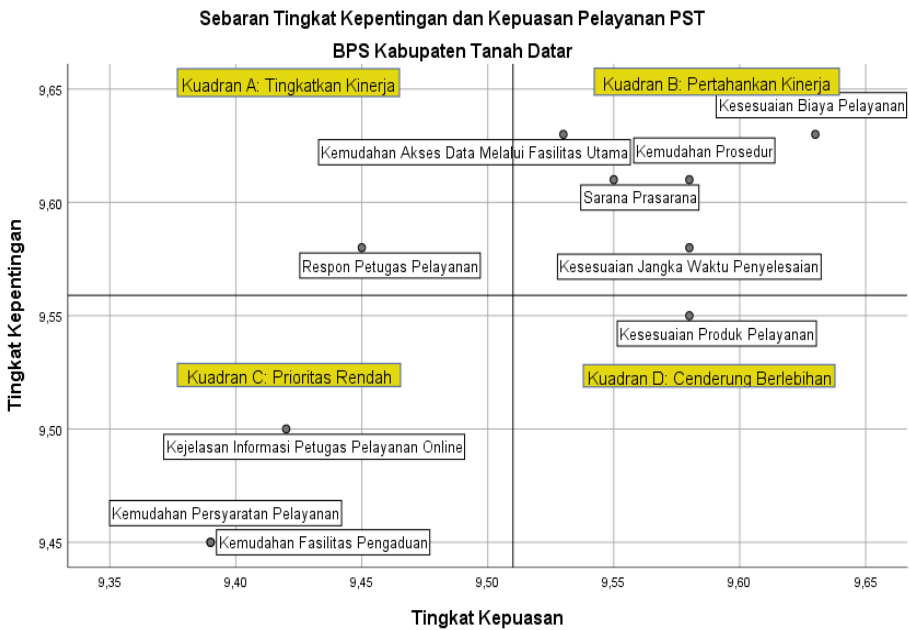 Sebaran Tingkat Kepentingan dan Kepuasan Pelayanan PST
BPS Kabupaten Tanah Datar
Kuadran A: Tingkatkan Kinerja
Kuadran B: Pertahankan Kinerja
Kesesuaian Biaya Pelayanan
Kemudahan Akses Data Melalui Fasilitas Utama
Kemudahan Prosedur
Sarana Prasarana
Respon Petugas Pelayanan
Kesesuaian Jangka Waktu Penyelesaian
Kesesuaian Produk Pelayanan
Kuadran C: Prioritas Rendah
Kuadran D: Cenderung Berlebihan
Kejelasan Informasi Petugas Pelayanan Online
Kemudahan Persyaratan Pelayanan
Kemudahan Fasilitas Pengaduan
Tingkat Kepentingan
9,65
9,60
9,55
9,50
9,45
9,35
9,40
9,45
9,50
9,55
9,60
9,65
Tingkat Kepuasan